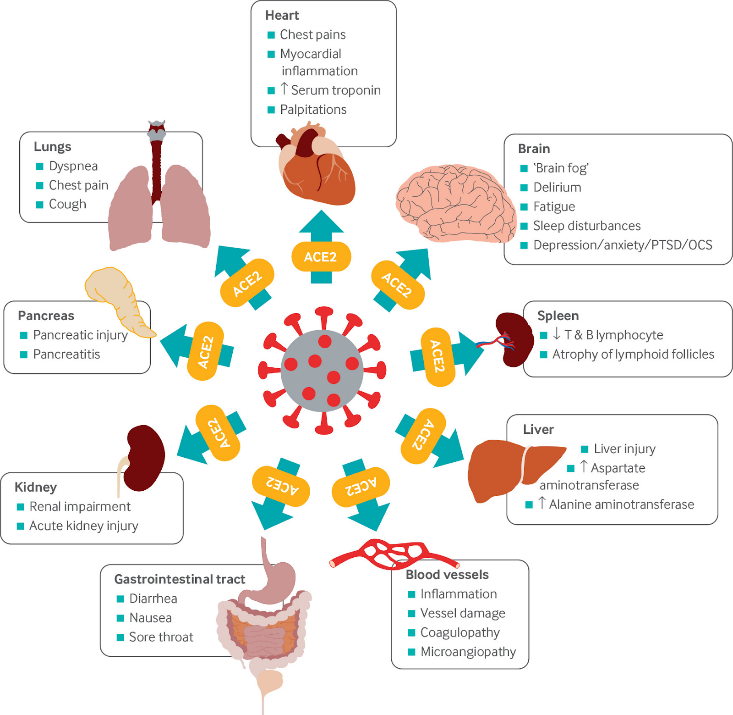 Heart
Chest pains
Myocardial
inflammation
↑ Serum troponin
Palpitations
Lungs
Dyspnea
Chest pain
Cough
Brain
'Brain fog'
Delirium
Fatigue
Sleep disturbances
Depression/anxiety/PTSD/OCS
ACE2
ACE2
ACE2
Pancreas
Pancreatic injury
Pancreatitis
ACE2
ACE2
Spleen
↓ T & B lymphocyte
Atrophy of lymphoid follicles
Kidney
Renal impairment
Acute kidney injury
ACE2
ACE2
Liver
Liver injury
↑ Aspartate
aminotransferase
↑ Alanine aminotransferase
ACE2
ACE2
Gastrointestinal tract
Diarrhea
Nausea
Sore throat
Blood vessels
Inflammation
Vessel damage
Coagulopathy
Microangiopathy